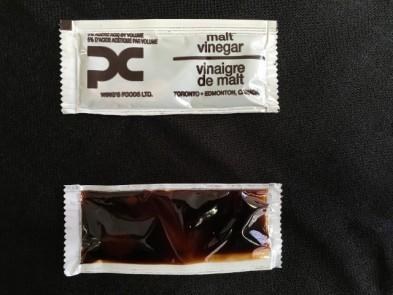 5% ACETIC ACID BY VOLUME
5% D'ACIDE ACÉTIQUE PAR VOLUME
pc
WING'S FOODS LTD.
malt
vinegar
vinaigre
de malt
TORONTO • EDMONTON, CANADA